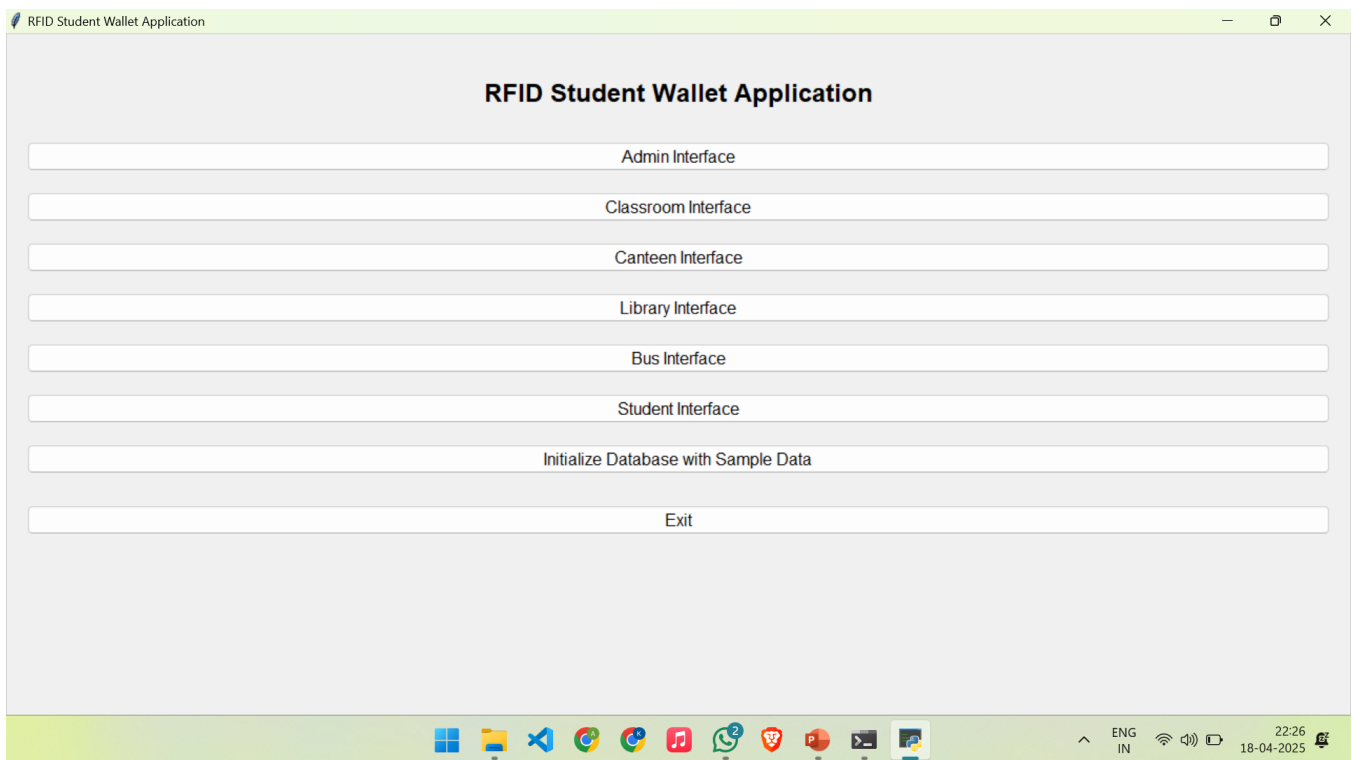 RFID Student Wallet Application
RFID Student Wallet Application
Admin Interface
Classroom Interface
Canteen Interface
Library Interface
Bus Interface
Student Interface
Initialize Database with Sample Data
Exit
A
K
2
P
ENG
IN
22:26
18-04-2025